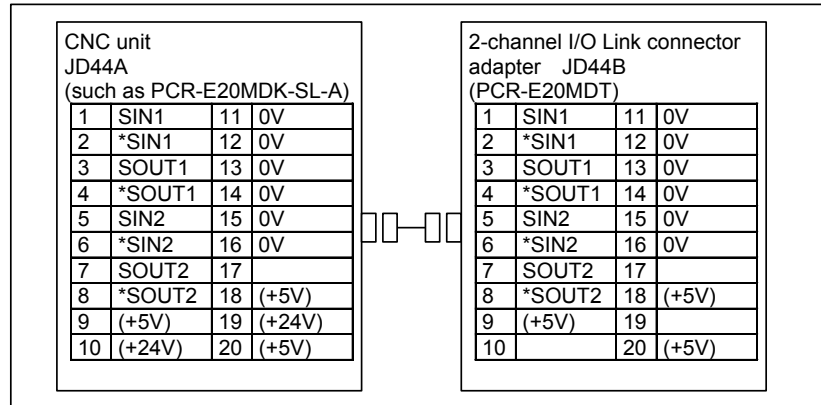 CNC unit
JD44A
(such as PCR-E20MDK-SL-A)
1 SIN1 11 0V
2 *SIN1 12 0V
3 SOUT1 13 0V
4 *SOUT1 14 0V
5 SIN2 15 0V
6 *SIN2 16 0V
7 SOUT2 17
8 *SOUT2 18 (+5V)
9 (+5V) 19 (+24V)
10 (+24V) 20 (+5V)
2-channel I/O Link connector
adapter JD44B
(PCR-E20MDT)
1 SIN1 11 0V
2 *SIN1 12 0V
3 SOUT1 13 0V
4 *SOUT1 14 0V
5 SIN2 15 0V
6 *SIN2 16 0V
7 SOUT2 17
8 *SOUT2 18 (+5V)
9 (+5V) 19
10 20 (+5V)